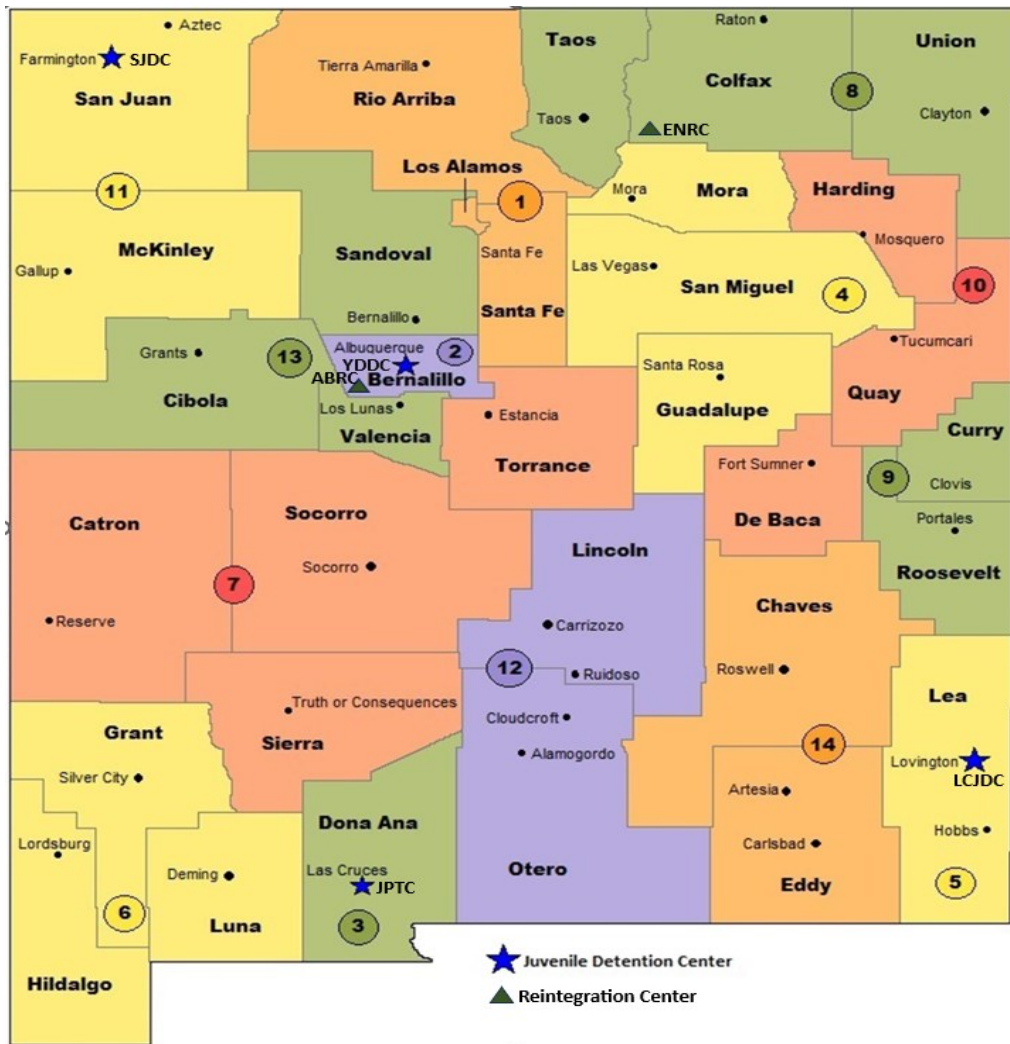 Aztec
Farmington
SJDC
San Juan
Tierra Amarilla
Rio Arriba
Taos
Taos
Raton
Colfax
Union
8
Clayton
ENRC
Los Alamos
11
1
Mora
Mora
Harding
McKinley
Gallup
Sandoval
Santa Fe
Mosquero
Las Vegas
San Miguel
4
10
Santa Fe
Bernalillo
Grants
13
Albuquerque
2
YDDC
ABRC
Bernalillo
Tucumcari
Santa Rosa
Cibola
Los Lunas
Valencia
Estancia
Guadalupe
Quay
Curry
Torrance
Fort Sumner
9
Clovis
Catron
Socorro
De Baca
Portales
Lincoln
Socorro
7
Roosevelt
Chaves
Reserve
Carrizozo
12
Ruidoso
Roswell
Lea
Truth or Consequences
Grant
Sierra
Cloudcroft
Alamogordo
14
Lovington
LCJDC
Silver City
Artesia
Dona Ana
Lordsburg
Deming
Las Cruces
JPTC
Otero
Carlsbad
Hobbs
Eddy
5
6
Luna
3
Hildalgo
Juvenile Detention Center
Reintegration Center